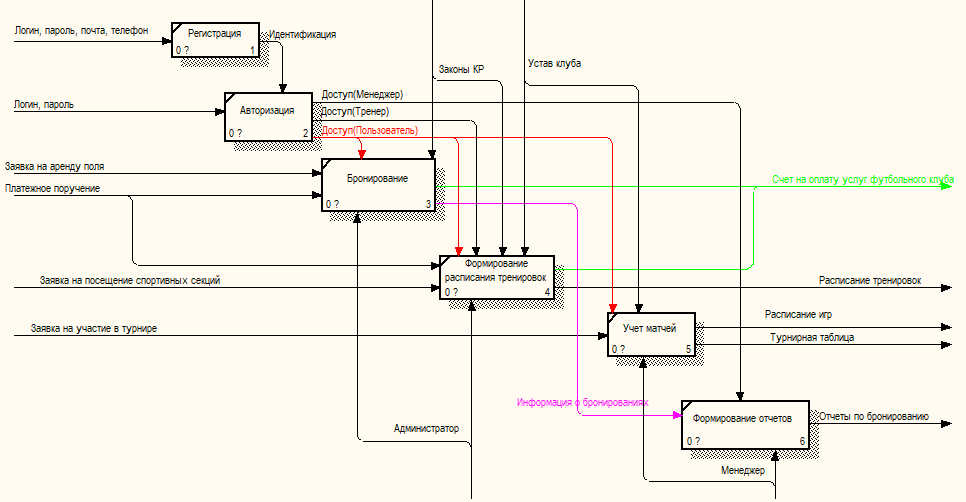 Логин, пароль, почта, телефон
Регистрация
0 ?
1
Идентификация
Законы КР
Устав клуба
Логин, пароль
Авторизация
0 ?
2
Доступ(Менеджер)
Доступ(Тренер)
Доступ(Пользователь)
Заявка на аренду поля
Платежное поручение
Бронирование
0 ?
3
Счет на оплату услуг футбольного клуба
Заявка на посещение спортивных секций
Формирование
расписания тренировок
0 ?
4
Расписание тренировок
Заявка на участие в турнире
Учет матчей
0 ?
5
Расписание игр
Турнирная таблица
Информация о бронированиях
Формирование отчетов
0 ?
6
Отчеты по бронированию
Администратор
Менеджер